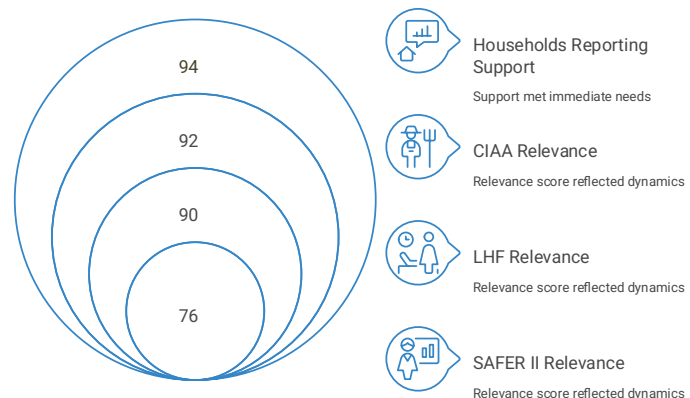 94
92
90
76
Households Reporting
Support
Support met immediate needs
CIAA Relevance
Relevance score reflected dynamics
LHF Relevance
Relevance score reflected dynamics
SAFER II Relevance
Relevance score reflected dynamics